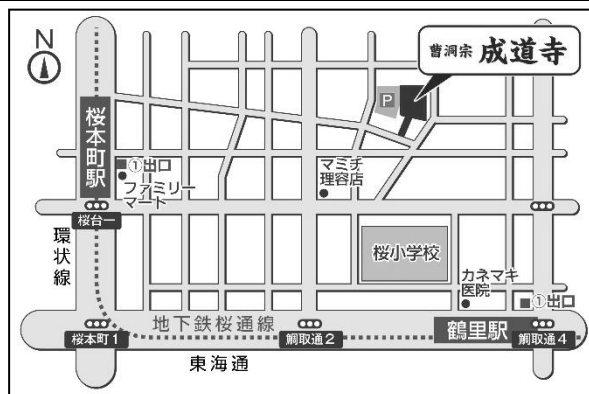 N
曹洞宗 成道寺
P
桜本町駅
①出口
ファミリー
マート
マミチ
理容店
桜台一
環状線
桜小学校
カネマキ
医院
①出口
地下鉄桜通線
桜本町1
鯛取通2
鶴里駅
鯛取通4
東海通